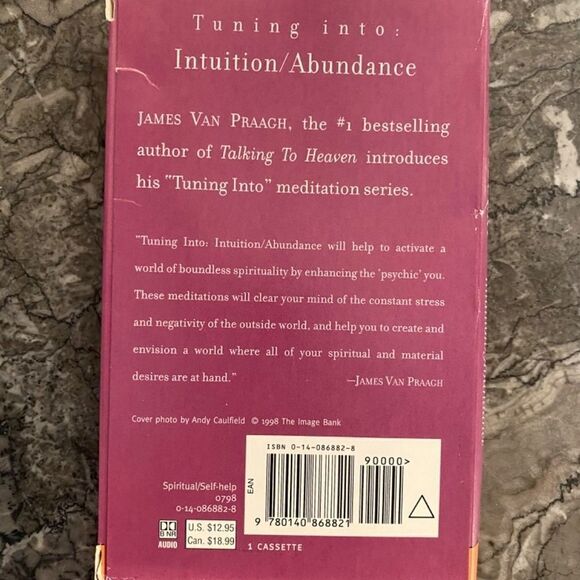 Tuning into:
Intuition/Abundance
JAMES VAN PRAAGH, the #1 bestselling
author of Talking To Heaven introduces
his "Tuning Into" meditation series.
"Tuning Into: Intuition/Abundance will help to activate a
world of boundless spirituality by enhancing the 'psychic' you.
These meditations will clear your mind of the constant stress
and negativity of the outside world, and help you to create and
envision a world where all of your spiritual and material
desires are at hand."
—JAMES VAN PRAAGH
Cover photo by Andy Caulfield © 1998 The Image Bank
ISBN 0-14-086882-8
90000>
EAN
9 780140 868821
Spiritual/Self-help
0798
0-14-086882-8
B NR
AUDIO
U.S. $12.95
Can. $18.99
1 CASSETTE